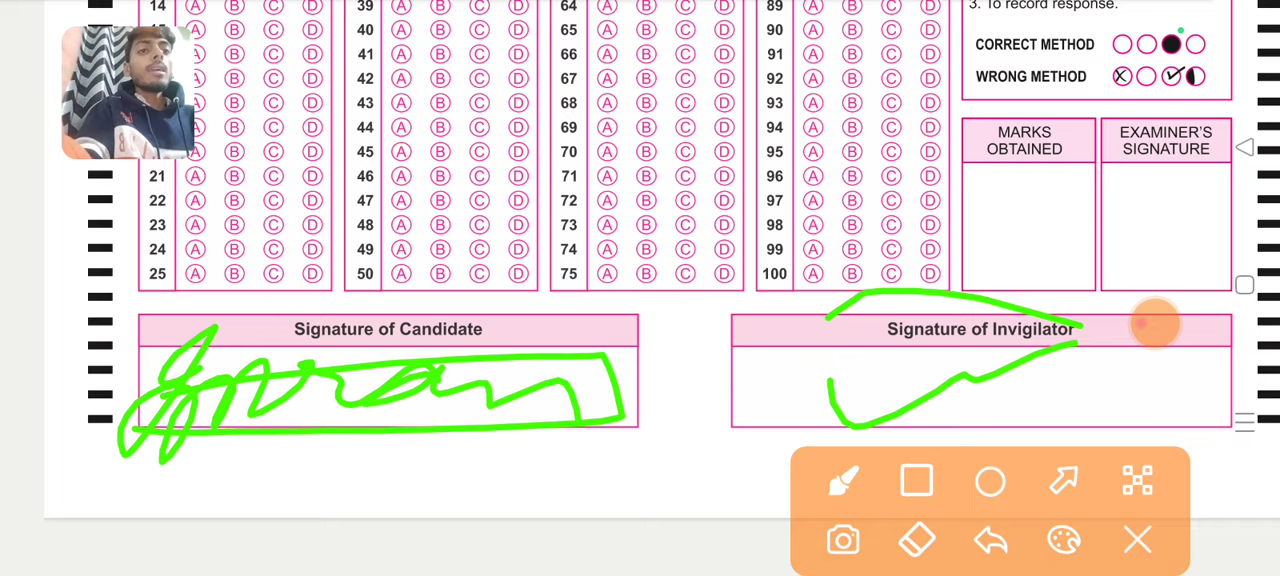 14 A B C D 39 A B C D 64 A B C D 89 A B C D 3. To record response.
A B C D 40 A B C D 65 A B C D 90 A B C D
CORRECT METHOD
A B C D 41 A B C D 66 A B C D 91 A B C D
A B C D 42 A B C D 67 A B C D 92 A B C D
WRONG METHOD
A B C D 43 A B C D 68 A B C D 93 A B C D
A B C D 44 A B C D 69 A B C D 94 A B C D
A B C D 45 A B C D 70 A B C D 95 A B C D
21 A B C D 46 A B C D 71 A B C D 96 A B C D
22 A B C D 47 A B C D 72 A B C D 97 A B C D
23 A B C D 48 A B C D 73 A B C D 98 A B C D
24 A B C D 49 A B C D 74 A B C D 99 A B C D
25 A B C D 50 A B C D 75 A B C D 100 A B C D
MARKS
OBTAINED
EXAMINER'S
SIGNATURE
Signature of Candidate
Signature of Invigilator